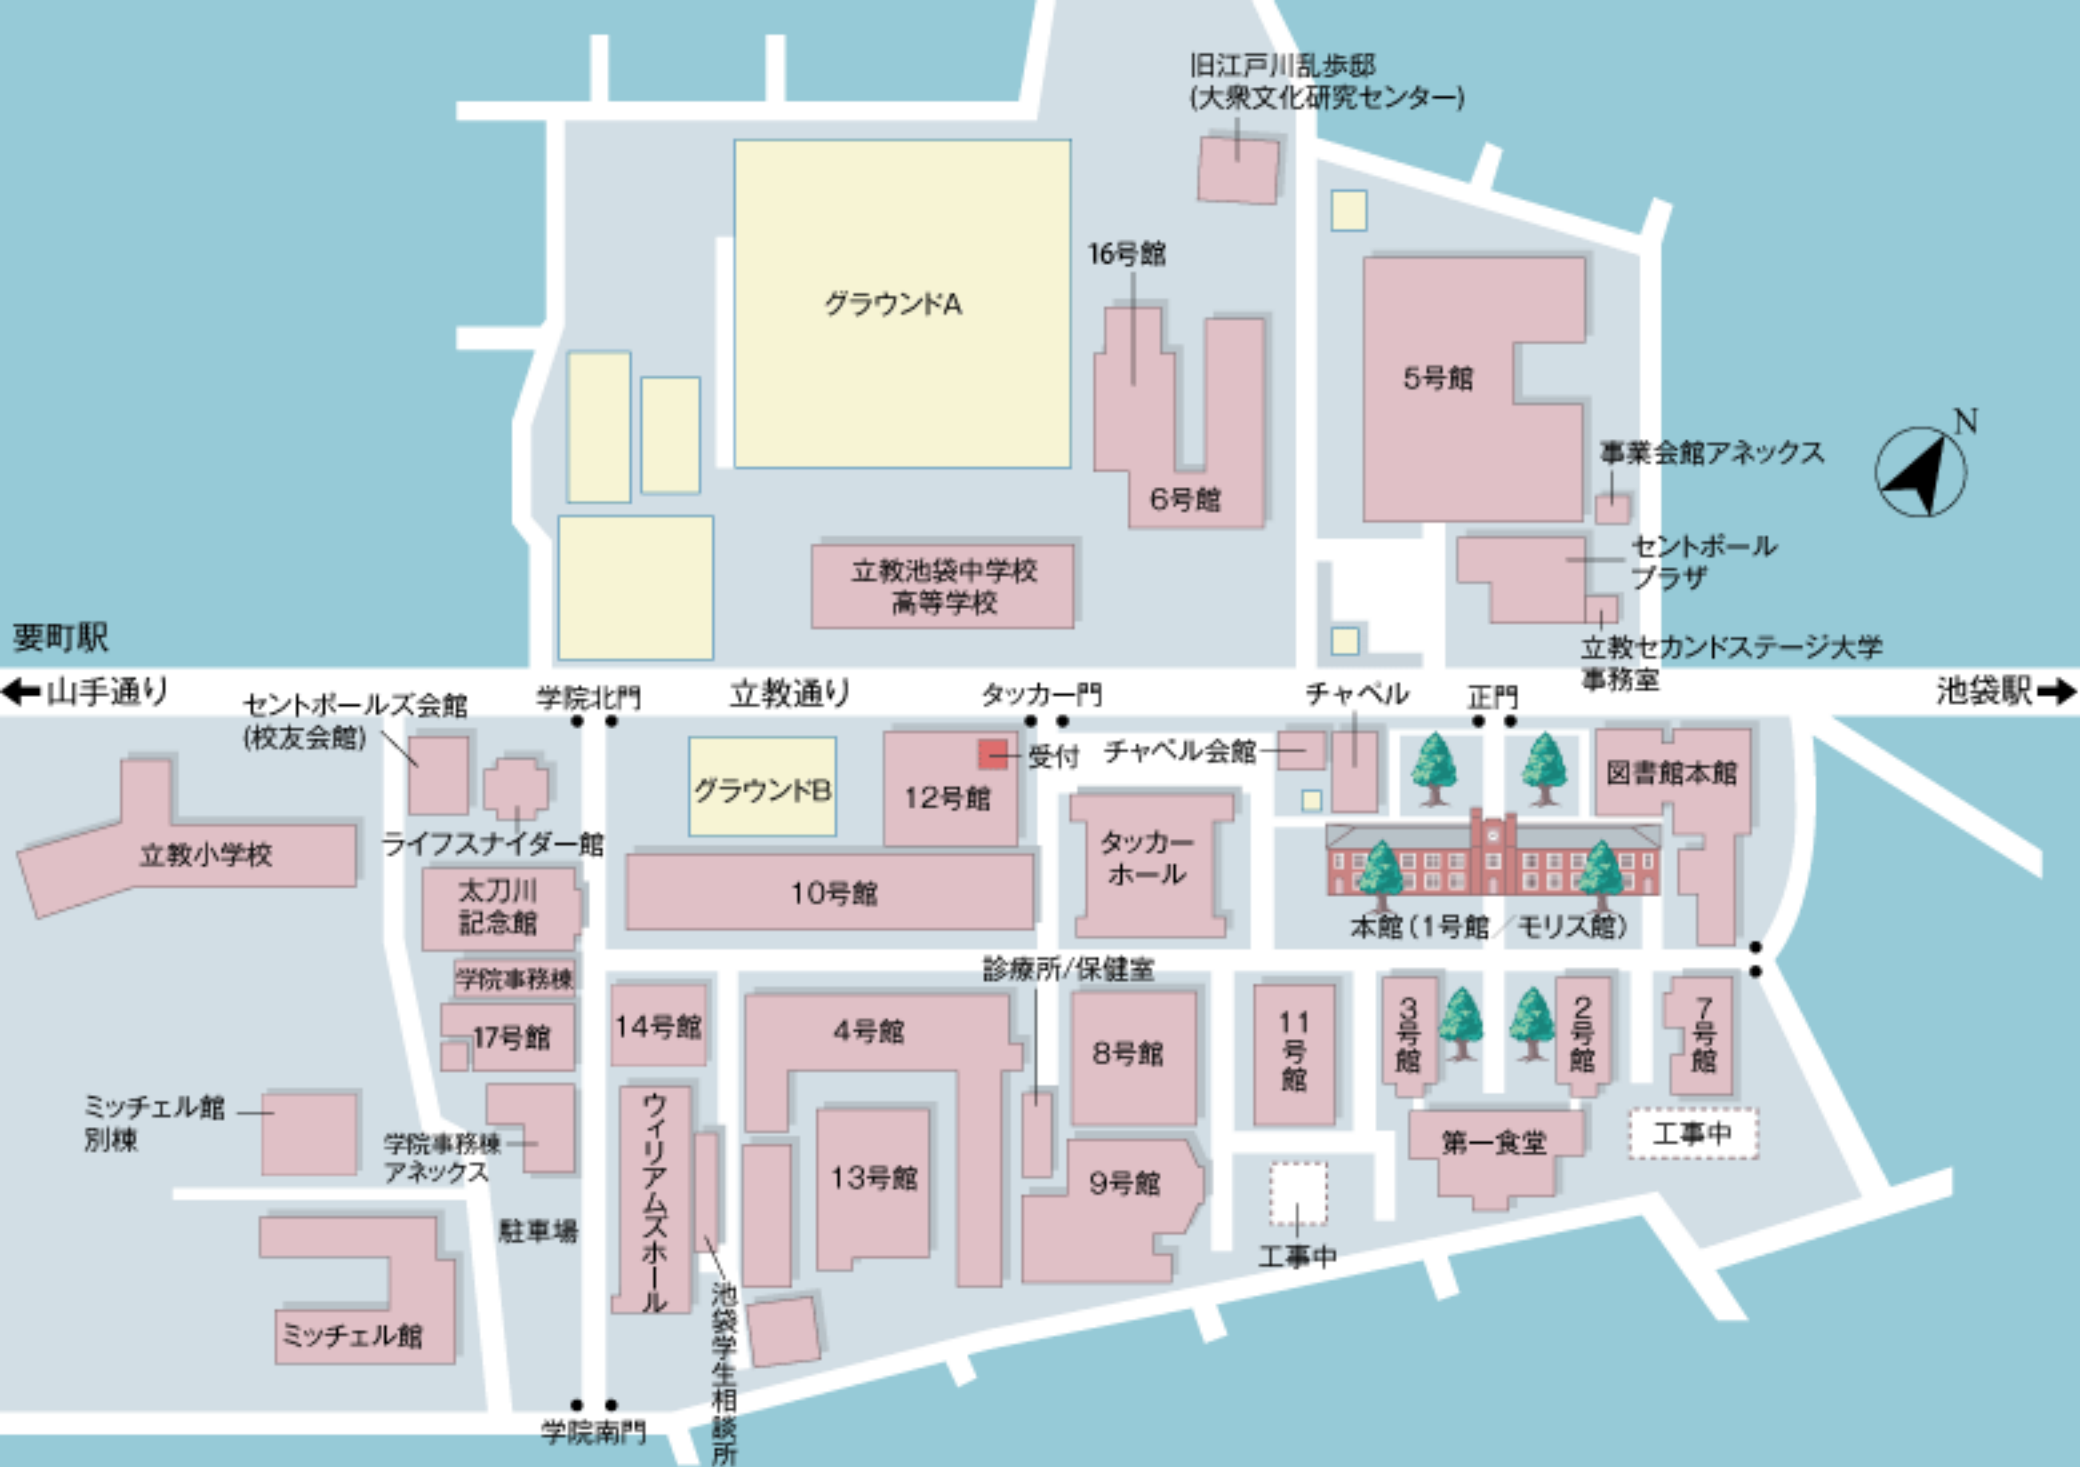 旧江戸川乱歩邸
(大衆文化研究センター)
16号館
グラウンドA
5号館
N
事業会館アネックス
6号館
セントポール
プラザ
立教池袋中学校
高等学校
要町駅
立教セカンドステージ大学
事務室
山手通り
セントポールズ会館
(校友会館)
学院北門
立教通り
タッカー門
チャペル
正門
池袋駅
受付
チャペル会館
グラウンドB
12号館
図書館本館
ライフスナイダー館
立教小学校
タッカー
ホール
太刀川
記念館
10号館
本館(1号館/モリス館)
学院事務棟
診療所/保健室
17号館
14号館
4号館
8号館
11号館
3号館
2号館
7号館
ミッチェル館
別棟
学院事務棟
アネックス
ウィリアムズホール
13号館
9号館
第一食堂
工事中
駐車場
工事中
池袋学生相談所
ミッチェル館
学院南門